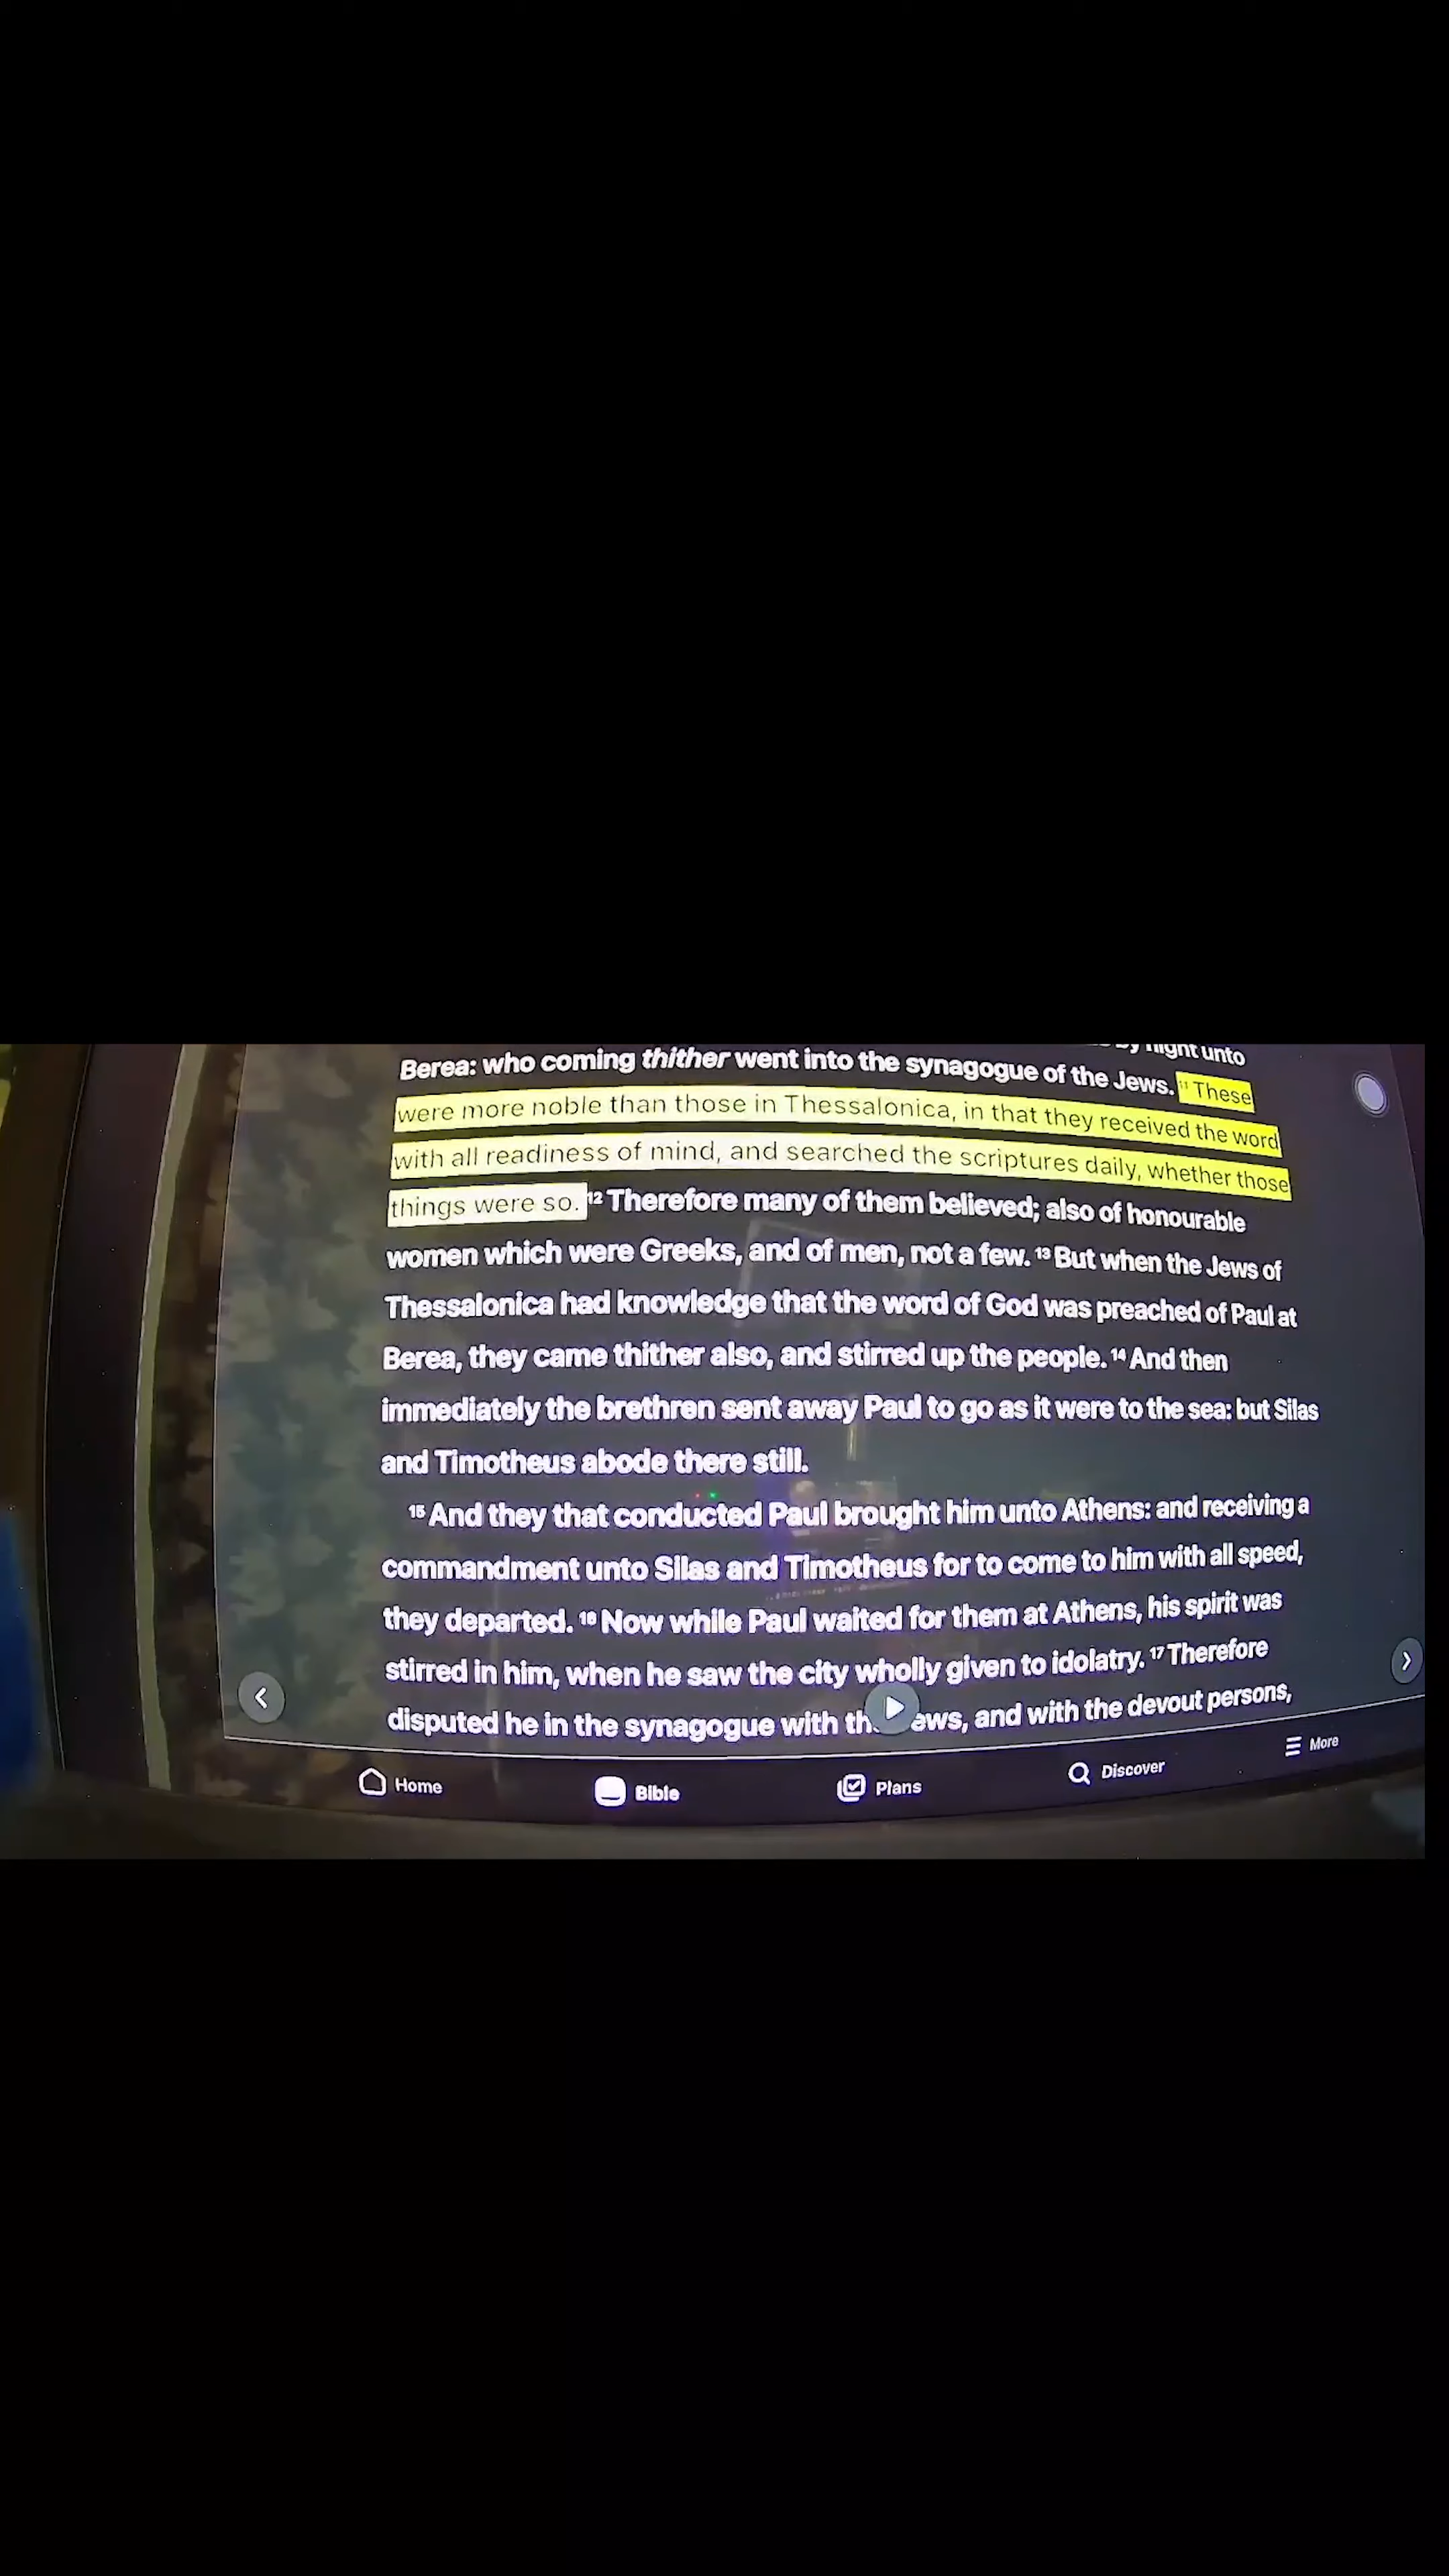 night unto
Berea: who coming thither went into the synagogue of the Jews. 11 These
were more noble than those in Thessalonica, in that they received the word
with all readiness of mind, and searched the scriptures daily, whether those
things were so. 12 Therefore many of them believed; also of honourable
women which were Greeks, and of men, not a few. 13 But when the Jews of
Thessalonica had knowledge that the word of God was preached of Paul at
Berea, they came thither also, and stirred up the people. 14 And then
immediately the brethren sent away Paul to go as it were to the sea: but Silas
and Timotheus abode there still.
15 And they that conducted Paul brought him unto Athens: and receiving a
commandment unto Silas and Timotheus for to come to him with all speed,
they departed. 16 Now while Paul waited for them at Athens, his spirit was
stirred in him, when he saw the city wholly given to idolatry. 17 Therefore
disputed he in the synagogue with and with the devout persons,
Home Bible Plans Discover More